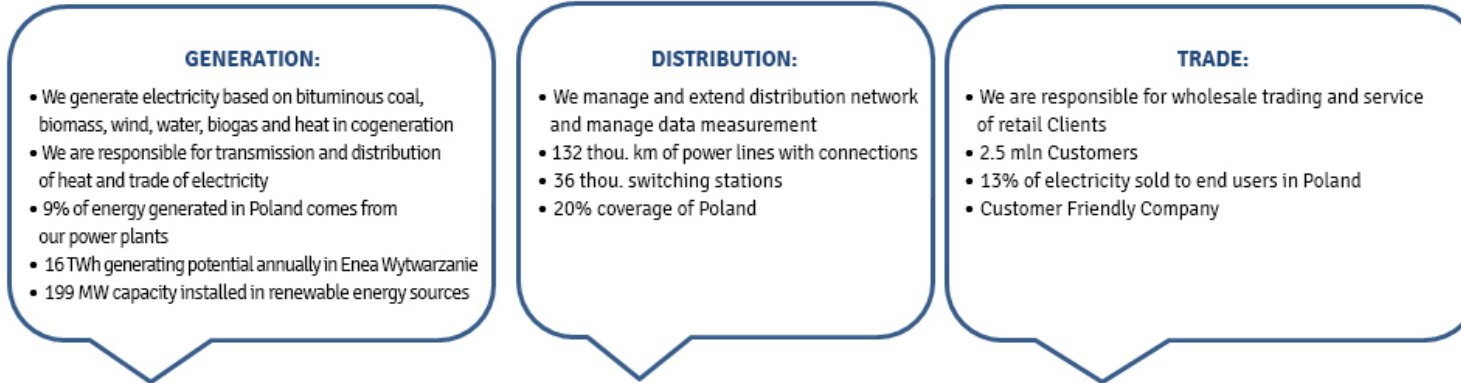 GENERATION:
• We generate electricity based on bituminous coal,
biomass, wind, water, biogas and heat in cogeneration
• We are responsible for transmission and distribution
of heat and trade of electricity
• 9% of energy generated in Poland comes from
our power plants
• 16 TWh generating potential annually in Enea Wytwarzanie
• 199 MW capacity installed in renewable energy sources
DISTRIBUTION:
• We manage and extend distribution network
and manage data measurement
• 132 thou. km of power lines with connections
• 36 thou. switching stations
• 20% coverage of Poland
TRADE:
• We are responsible for wholesale trading and service
of retail Clients
• 2.5 mln Customers
• 13% of electricity sold to end users in Poland
• Customer Friendly Company